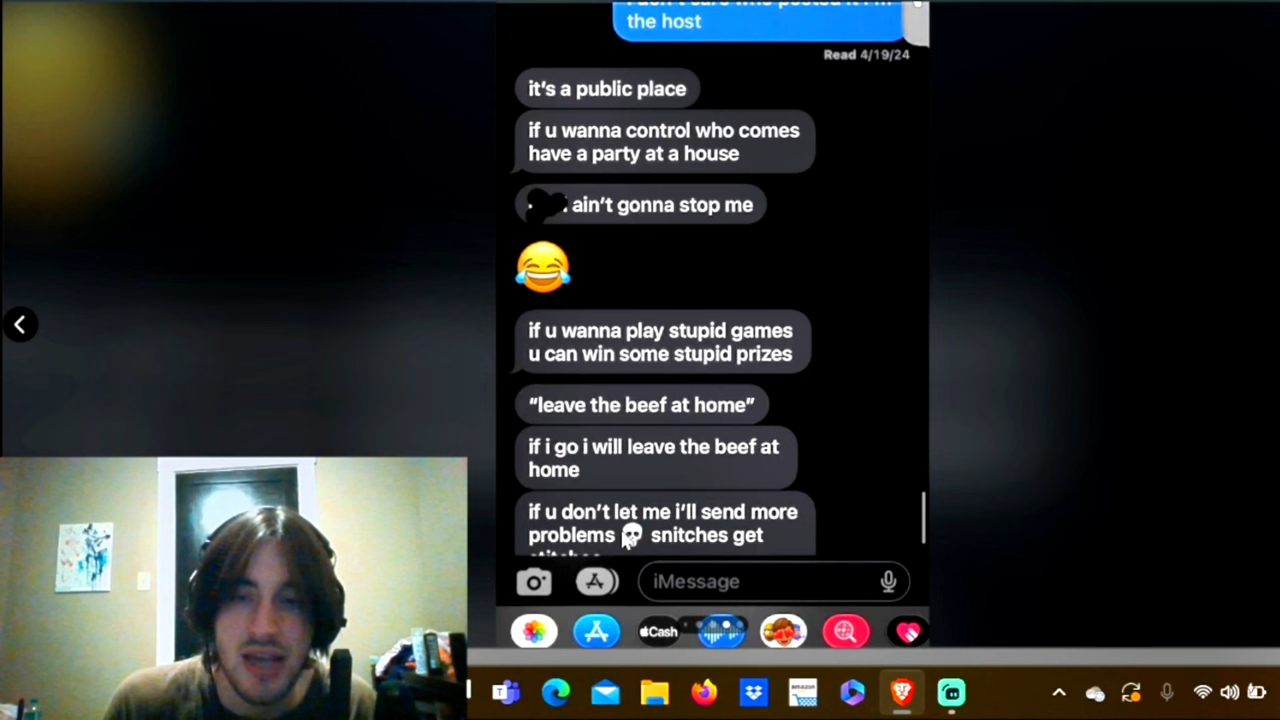 the host
Read 4/19/24
it's a public place
if u wanna control who comes
have a party at a house
ain't gonna stop me
if u wanna play stupid games
u can win some stupid prizes
"leave the beef at home"
if i go i will leave the beef at
home
if u don't let me i'll send more
problems 💀 snitches get
iMessage
Cash
amazon